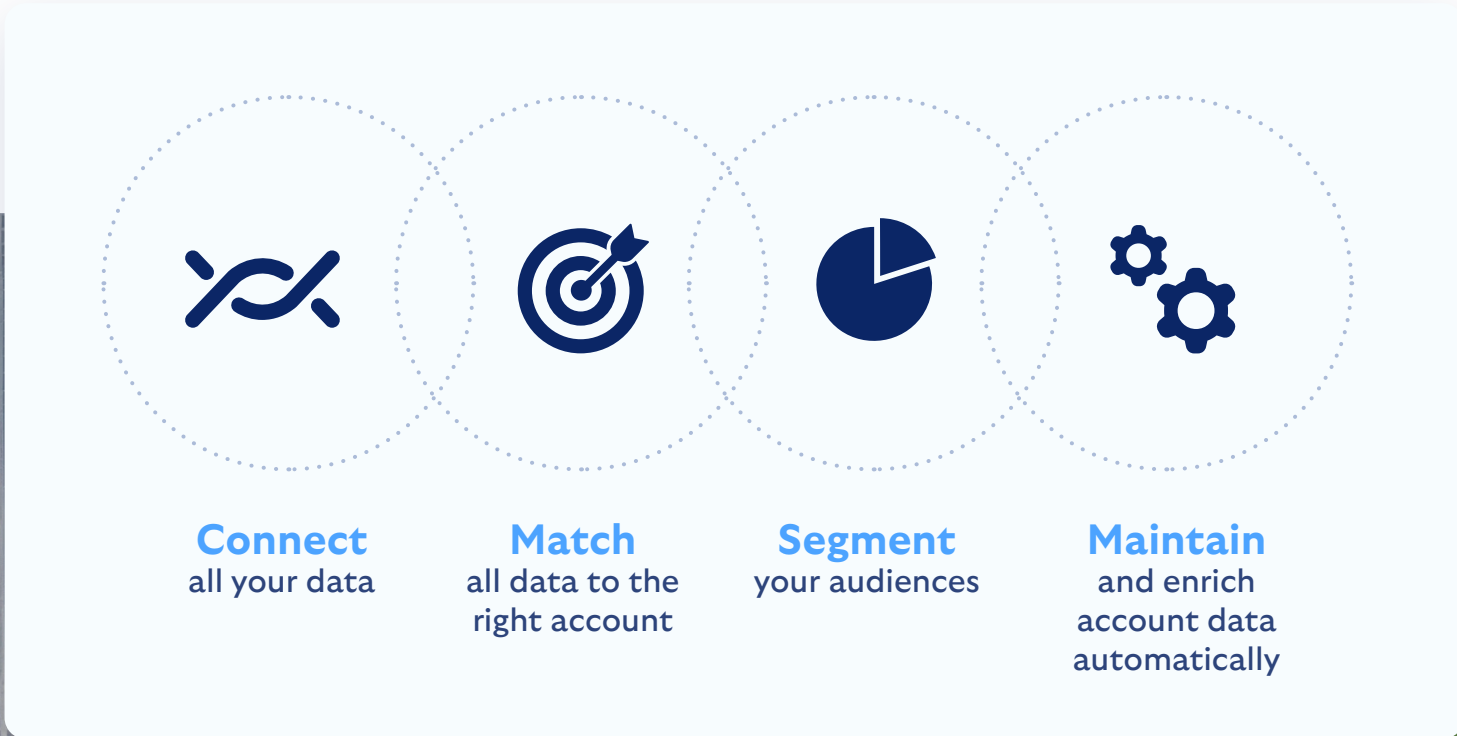 Connect
all your data
Match
all data to the
right account
Segment
your audiences
Maintain
and enrich
account data
automatically